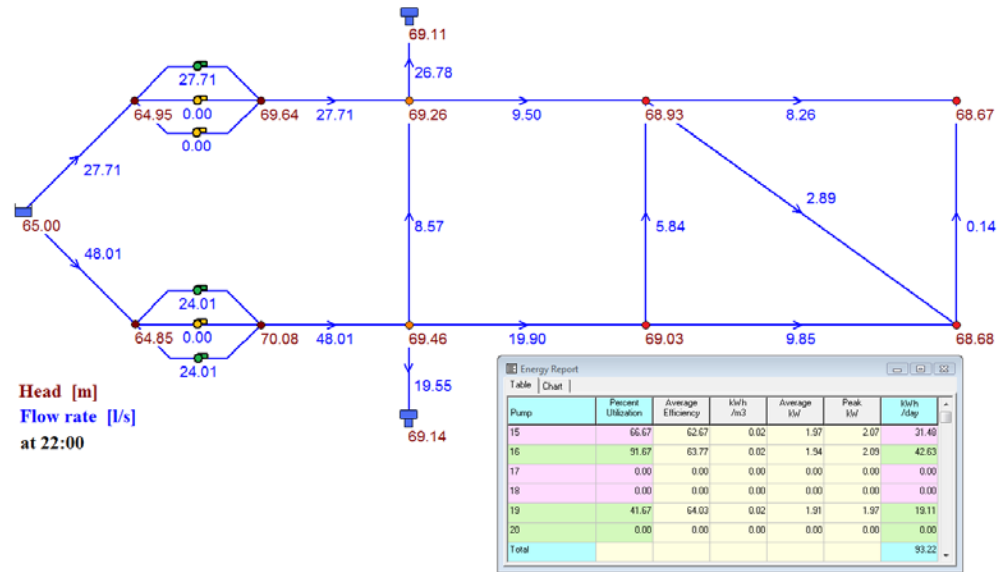 69.11
26.78
27.71
64.95 0.00 69.64 27.71 69.26 9.50 68.93 8.26 68.67
0.00
27.71
2.89
65.00 8.57 5.84 0.14
48.01
24.01
64.85 0.00 70.08 48.01 69.46 19.90 69.03 9.85 68.68
24.01
19.55
69.14
Head [m]
Flow rate [l/s]
at 22:00
Energy Report
Table Chart
Pump Percent Utilization Average Efficiency kWh /m3 Average kW Peak kW kWh /day
15 66.67 62.67 0.02 1.97 2.07 31.48
16 91.67 63.77 0.02 1.94 2.09 42.63
17 0.00 0.00 0.00 0.00 0.00 0.00
18 0.00 0.00 0.00 0.00 0.00 0.00
19 41.67 64.03 0.02 1.91 1.97 19.11
20 0.00 0.00 0.00 0.00 0.00 0.00
Total 93.22